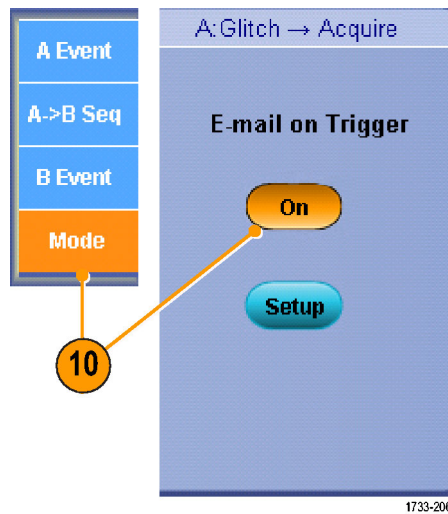 A Event
A->B Seq
B Event
Mode
10
A:Glitch → Acquire
E-mail on Trigger
On
Setup